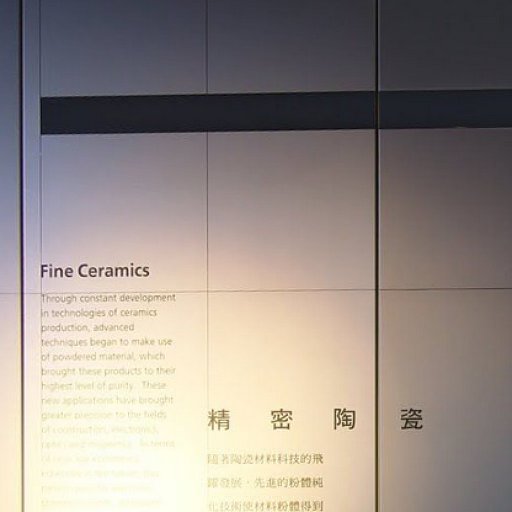 Fine Ceramics
Through constant development
in technologies of ceramics
production, advanced
techniques began to make use
of powdered material, which
brought these products to their
highest level of purity. These
new applications have brought
greater precision to the fields
of construction, electronics,
精密陶瓷
隨著陶瓷材料科技的飛
躍發展，先進的粉體純
化技術使材料粉體得到